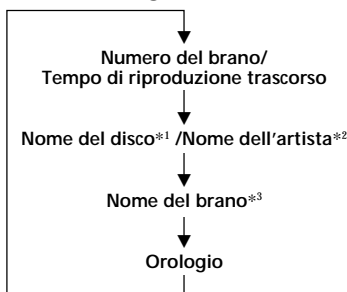 Numero del brano/
Tempo di riproduzione trascorso
Nome del disco*1 /Nome dell'artista*2
Nome del brano*3
Orologio